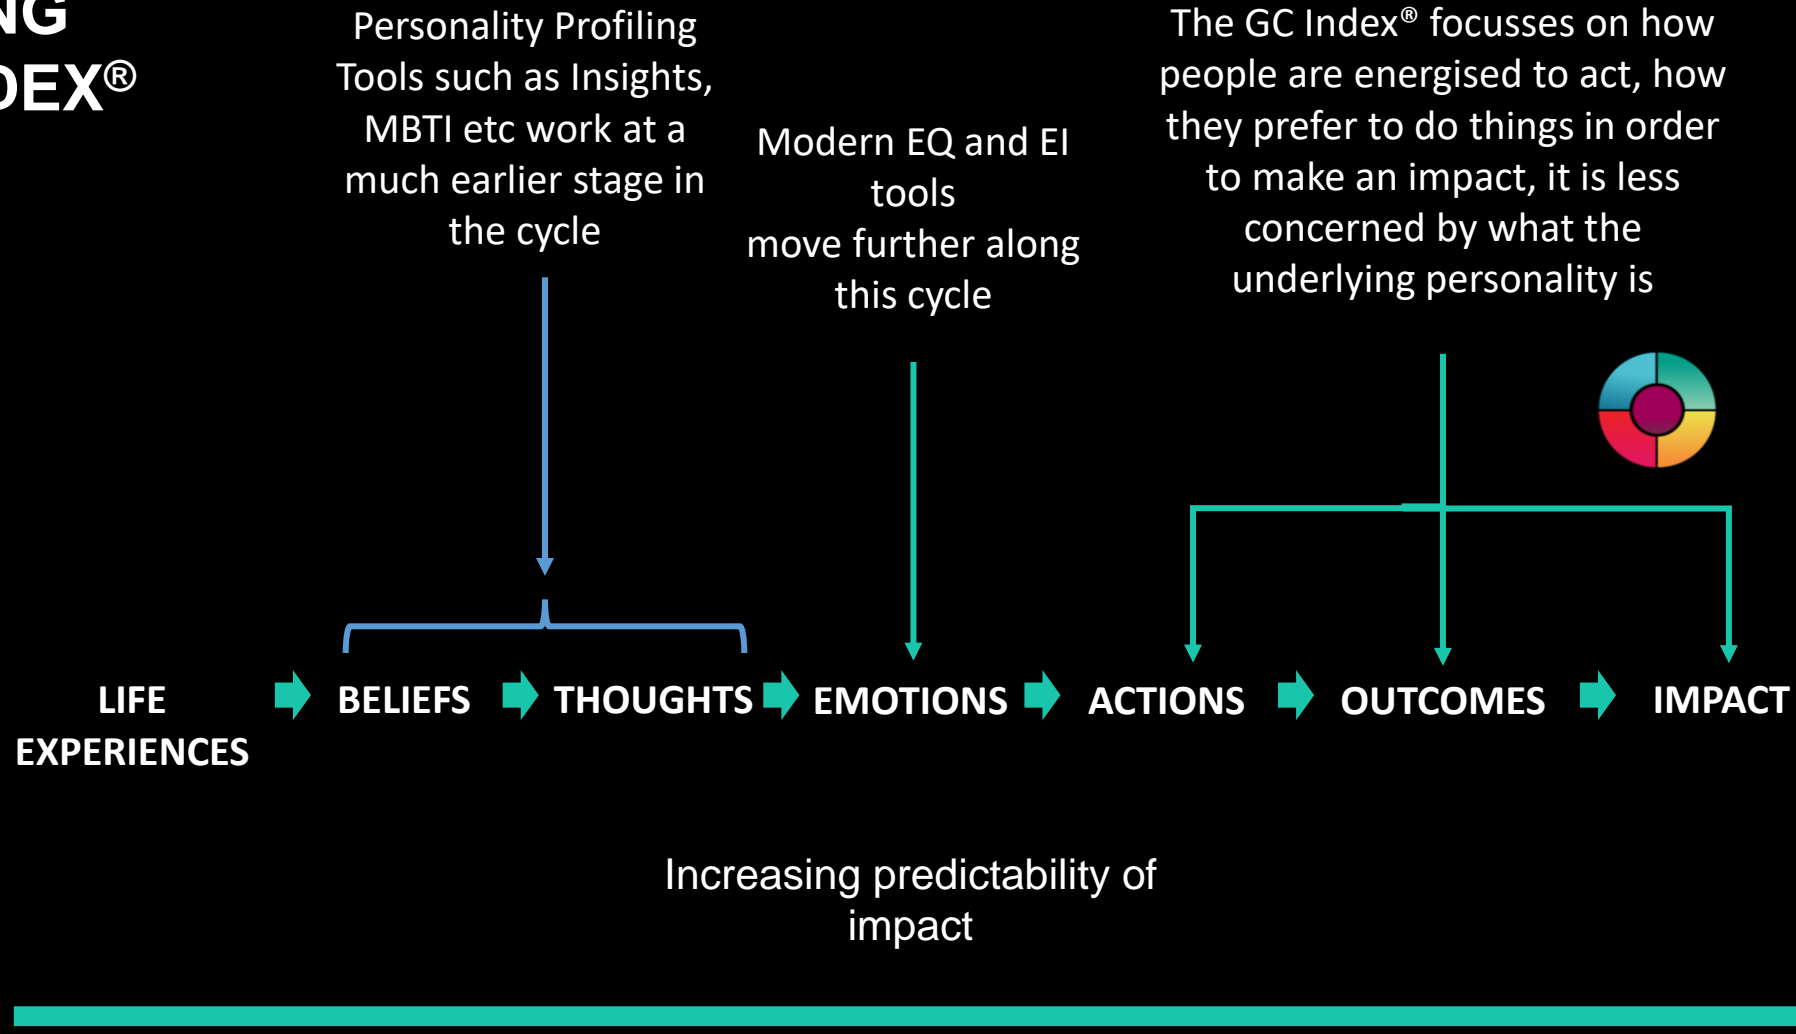 NG
DEX®
Personality Profiling
Tools such as Insights,
MBTI etc work at a
much earlier stage in
the cycle
Modern EQ and EI
tools
move further along
this cycle
The GC Index® focusses on how
people are energised to act, how
they prefer to do things in order
to make an impact, it is less
concerned by what the
underlying personality is
LIFE
EXPERIENCES
BELIEFS
THOUGHTS
EMOTIONS
ACTIONS
OUTCOMES
IMPACT
Increasing predictability of
impact